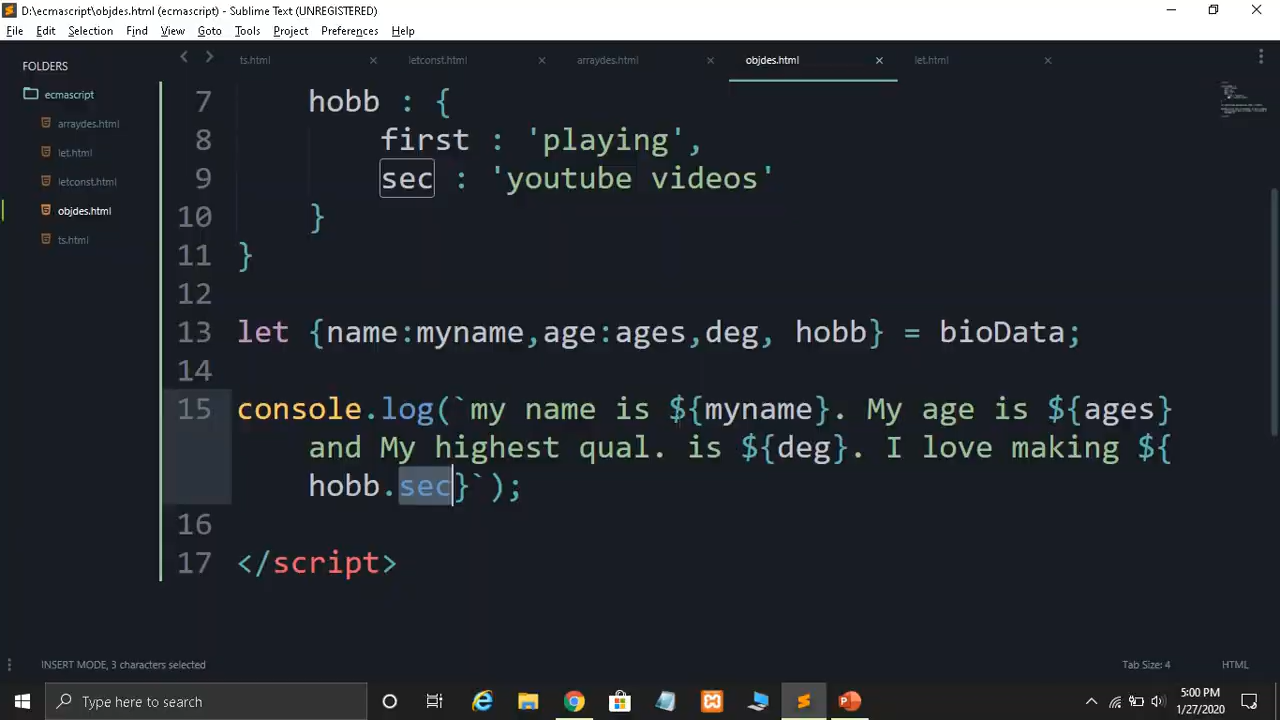 D:\ecmascript\objdes.html (ecmascript) - Sublime Text (UNREGISTERED)
File Edit Selection Find View Goto Tools Project Preferences Help
FOLDERS
ecmascript
arraydes.html
let.html
letconst.html
objdes.html
ts.html
ts.html letconst.html arraydes.html objdes.html let.html
7 hobb : {
8 first : 'playing',
9 sec : 'youtube videos'
10 }
11 }
12
13 let {name:myname,age:ages,deg, hobb} = bioData;
14
15 console.log(`my name is ${myname}. My age is ${ages}
and My highest qual. is ${deg}. I love making ${
hobb.sec}`);
16
17 </script>
INSERT MODE, 3 characters selected Tab Size: 4 HTML
Type here to search
5:00 PM
1/27/2020